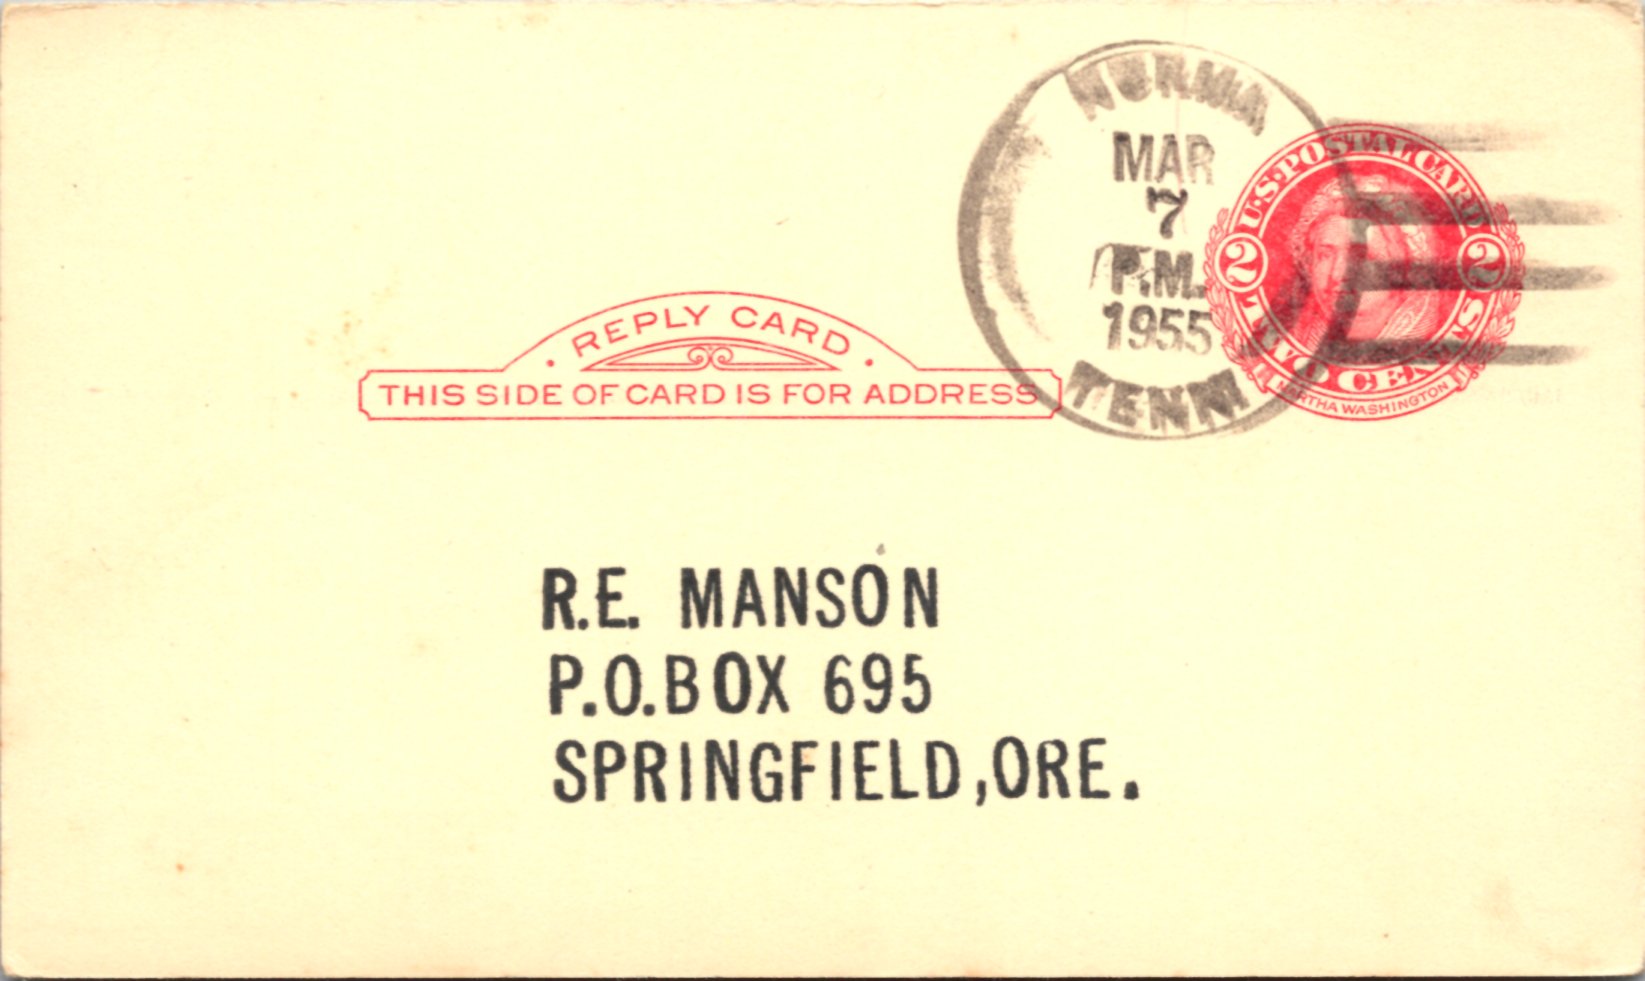 NORMA
MAR
7
P.M.
1955
TENN
U.S. POSTAL CARD
2 2
TWO CENTS
MARTHA WASHINGTON
· REPLY CARD ·
THIS SIDE OF CARD IS FOR ADDRESS
R.E. MANSON
P.O.BOX 695
SPRINGFIELD,ORE.